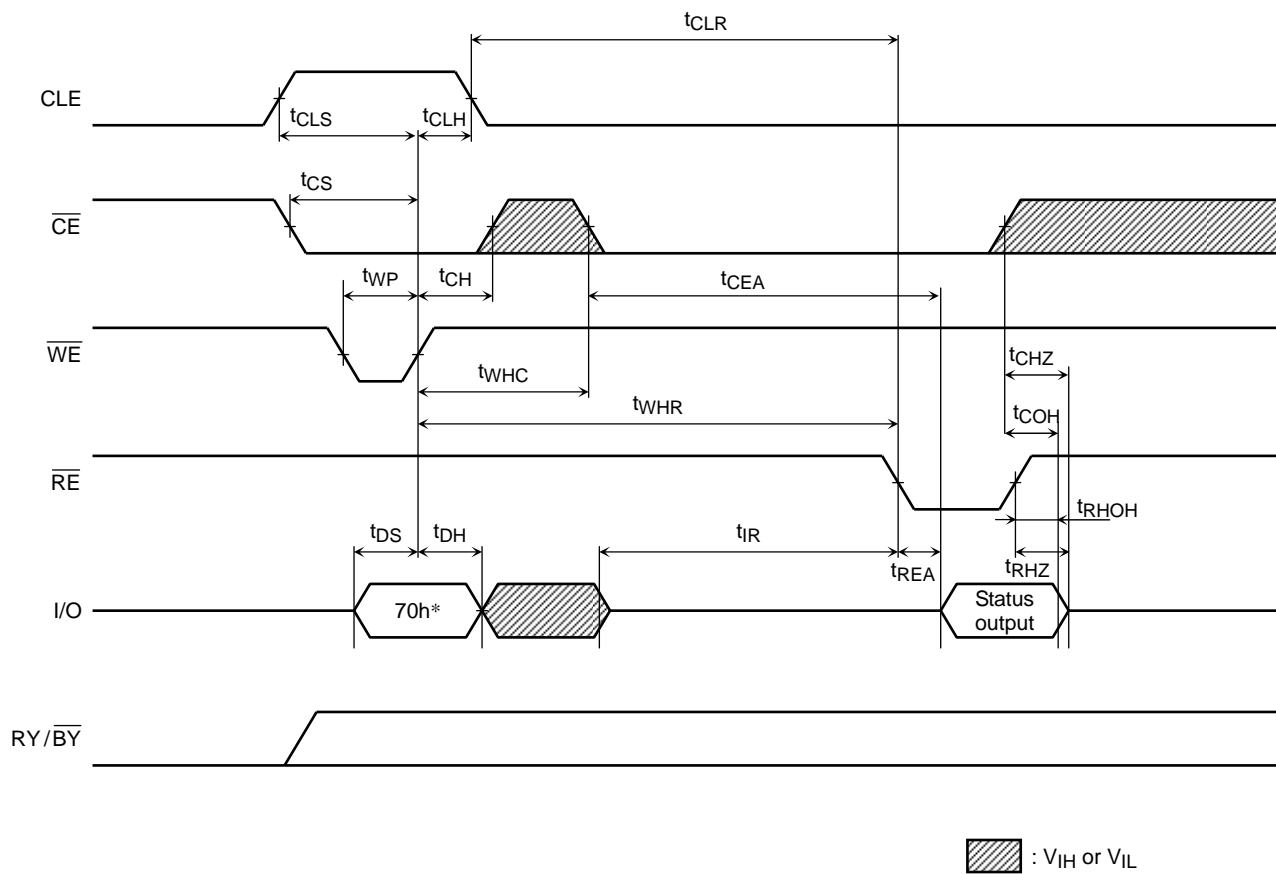 tCLR
CLE
tCLS
tCLH
tCS
CE
tWP
tCH
tCEA
WE
tWHC
tCHZ
tWHR
tCOH
RE
tRHOH
tDS
tDH
tIR
tREA
tRHZ
I/O
70h*
Status
output
RY/BY
: VIH or VIL